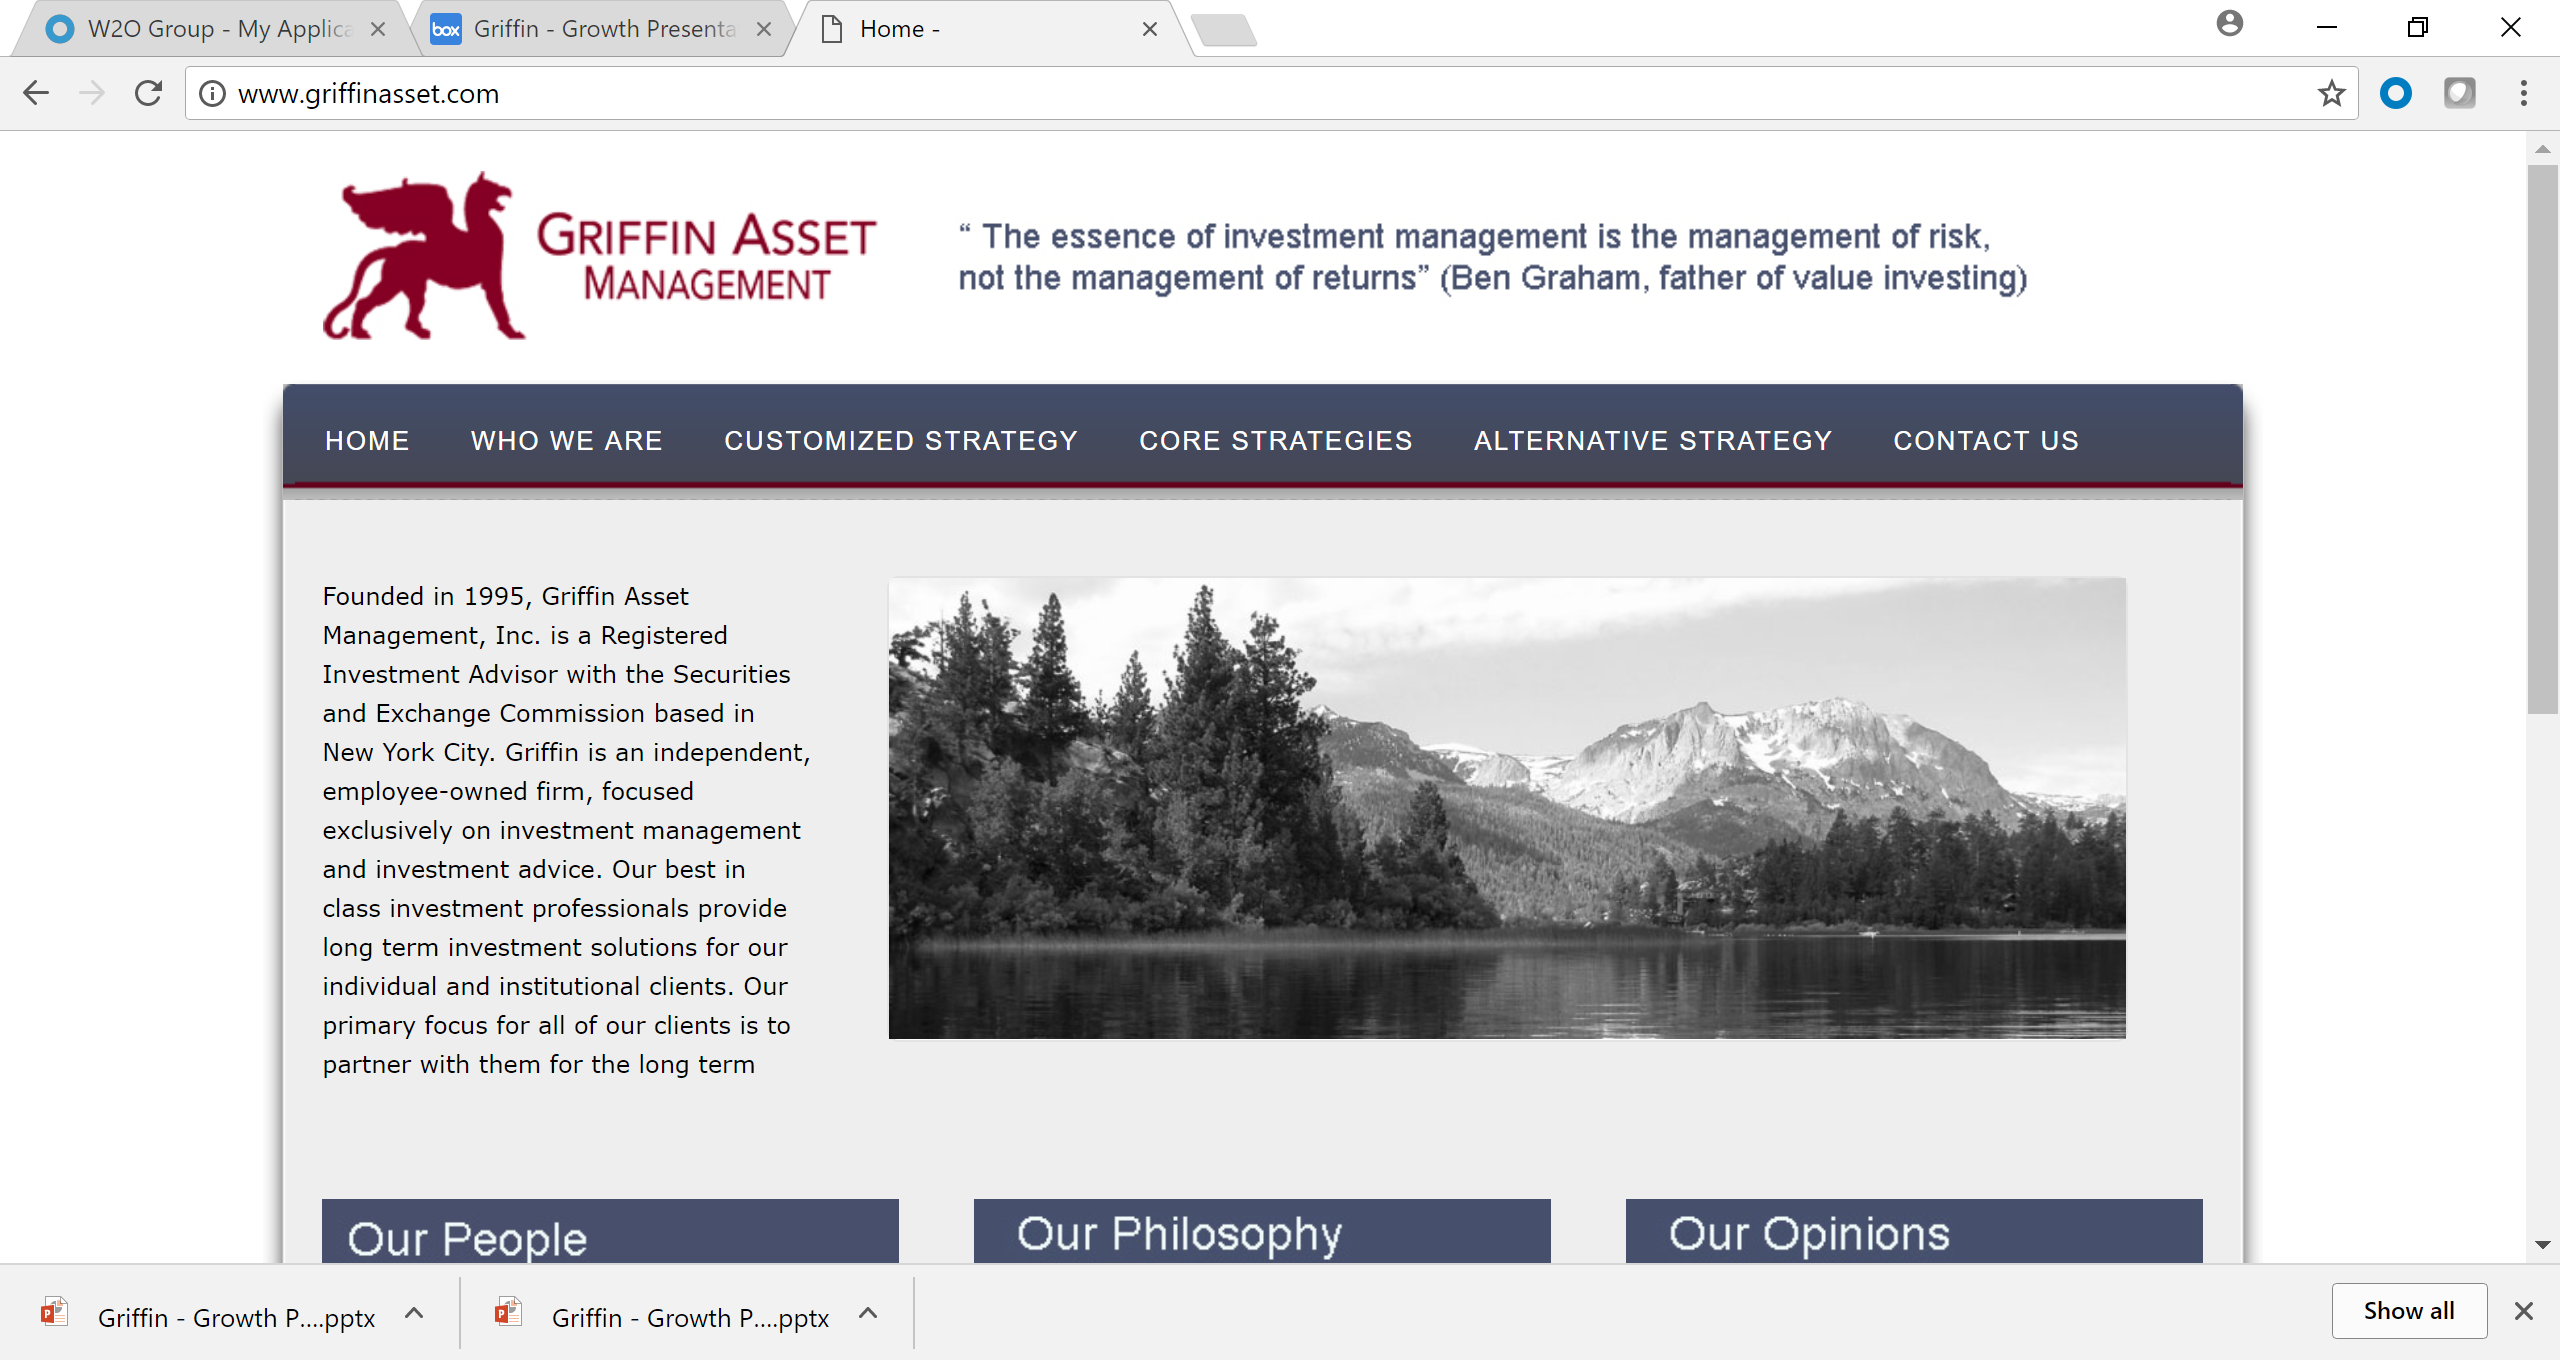 W2O Group - My Applica
box
Griffin - Growth Presenta
Home -
www.griffinasset.com
GRIFFIN ASSET
MANAGEMENT
“ The essence of investment management is the management of risk,
not the management of returns” (Ben Graham, father of value investing)
HOME WHO WE ARE CUSTOMIZED STRATEGY CORE STRATEGIES ALTERNATIVE STRATEGY CONTACT US
Founded in 1995, Griffin Asset
Management, Inc. is a Registered
Investment Advisor with the Securities
and Exchange Commission based in
New York City. Griffin is an independent,
employee-owned firm, focused
exclusively on investment management
and investment advice. Our best in
class investment professionals provide
long term investment solutions for our
individual and institutional clients. Our
primary focus for all of our clients is to
partner with them for the long term
Our People
Our Philosophy
Our Opinions
Griffin - Growth P....pptx
Griffin - Growth P....pptx
Show all